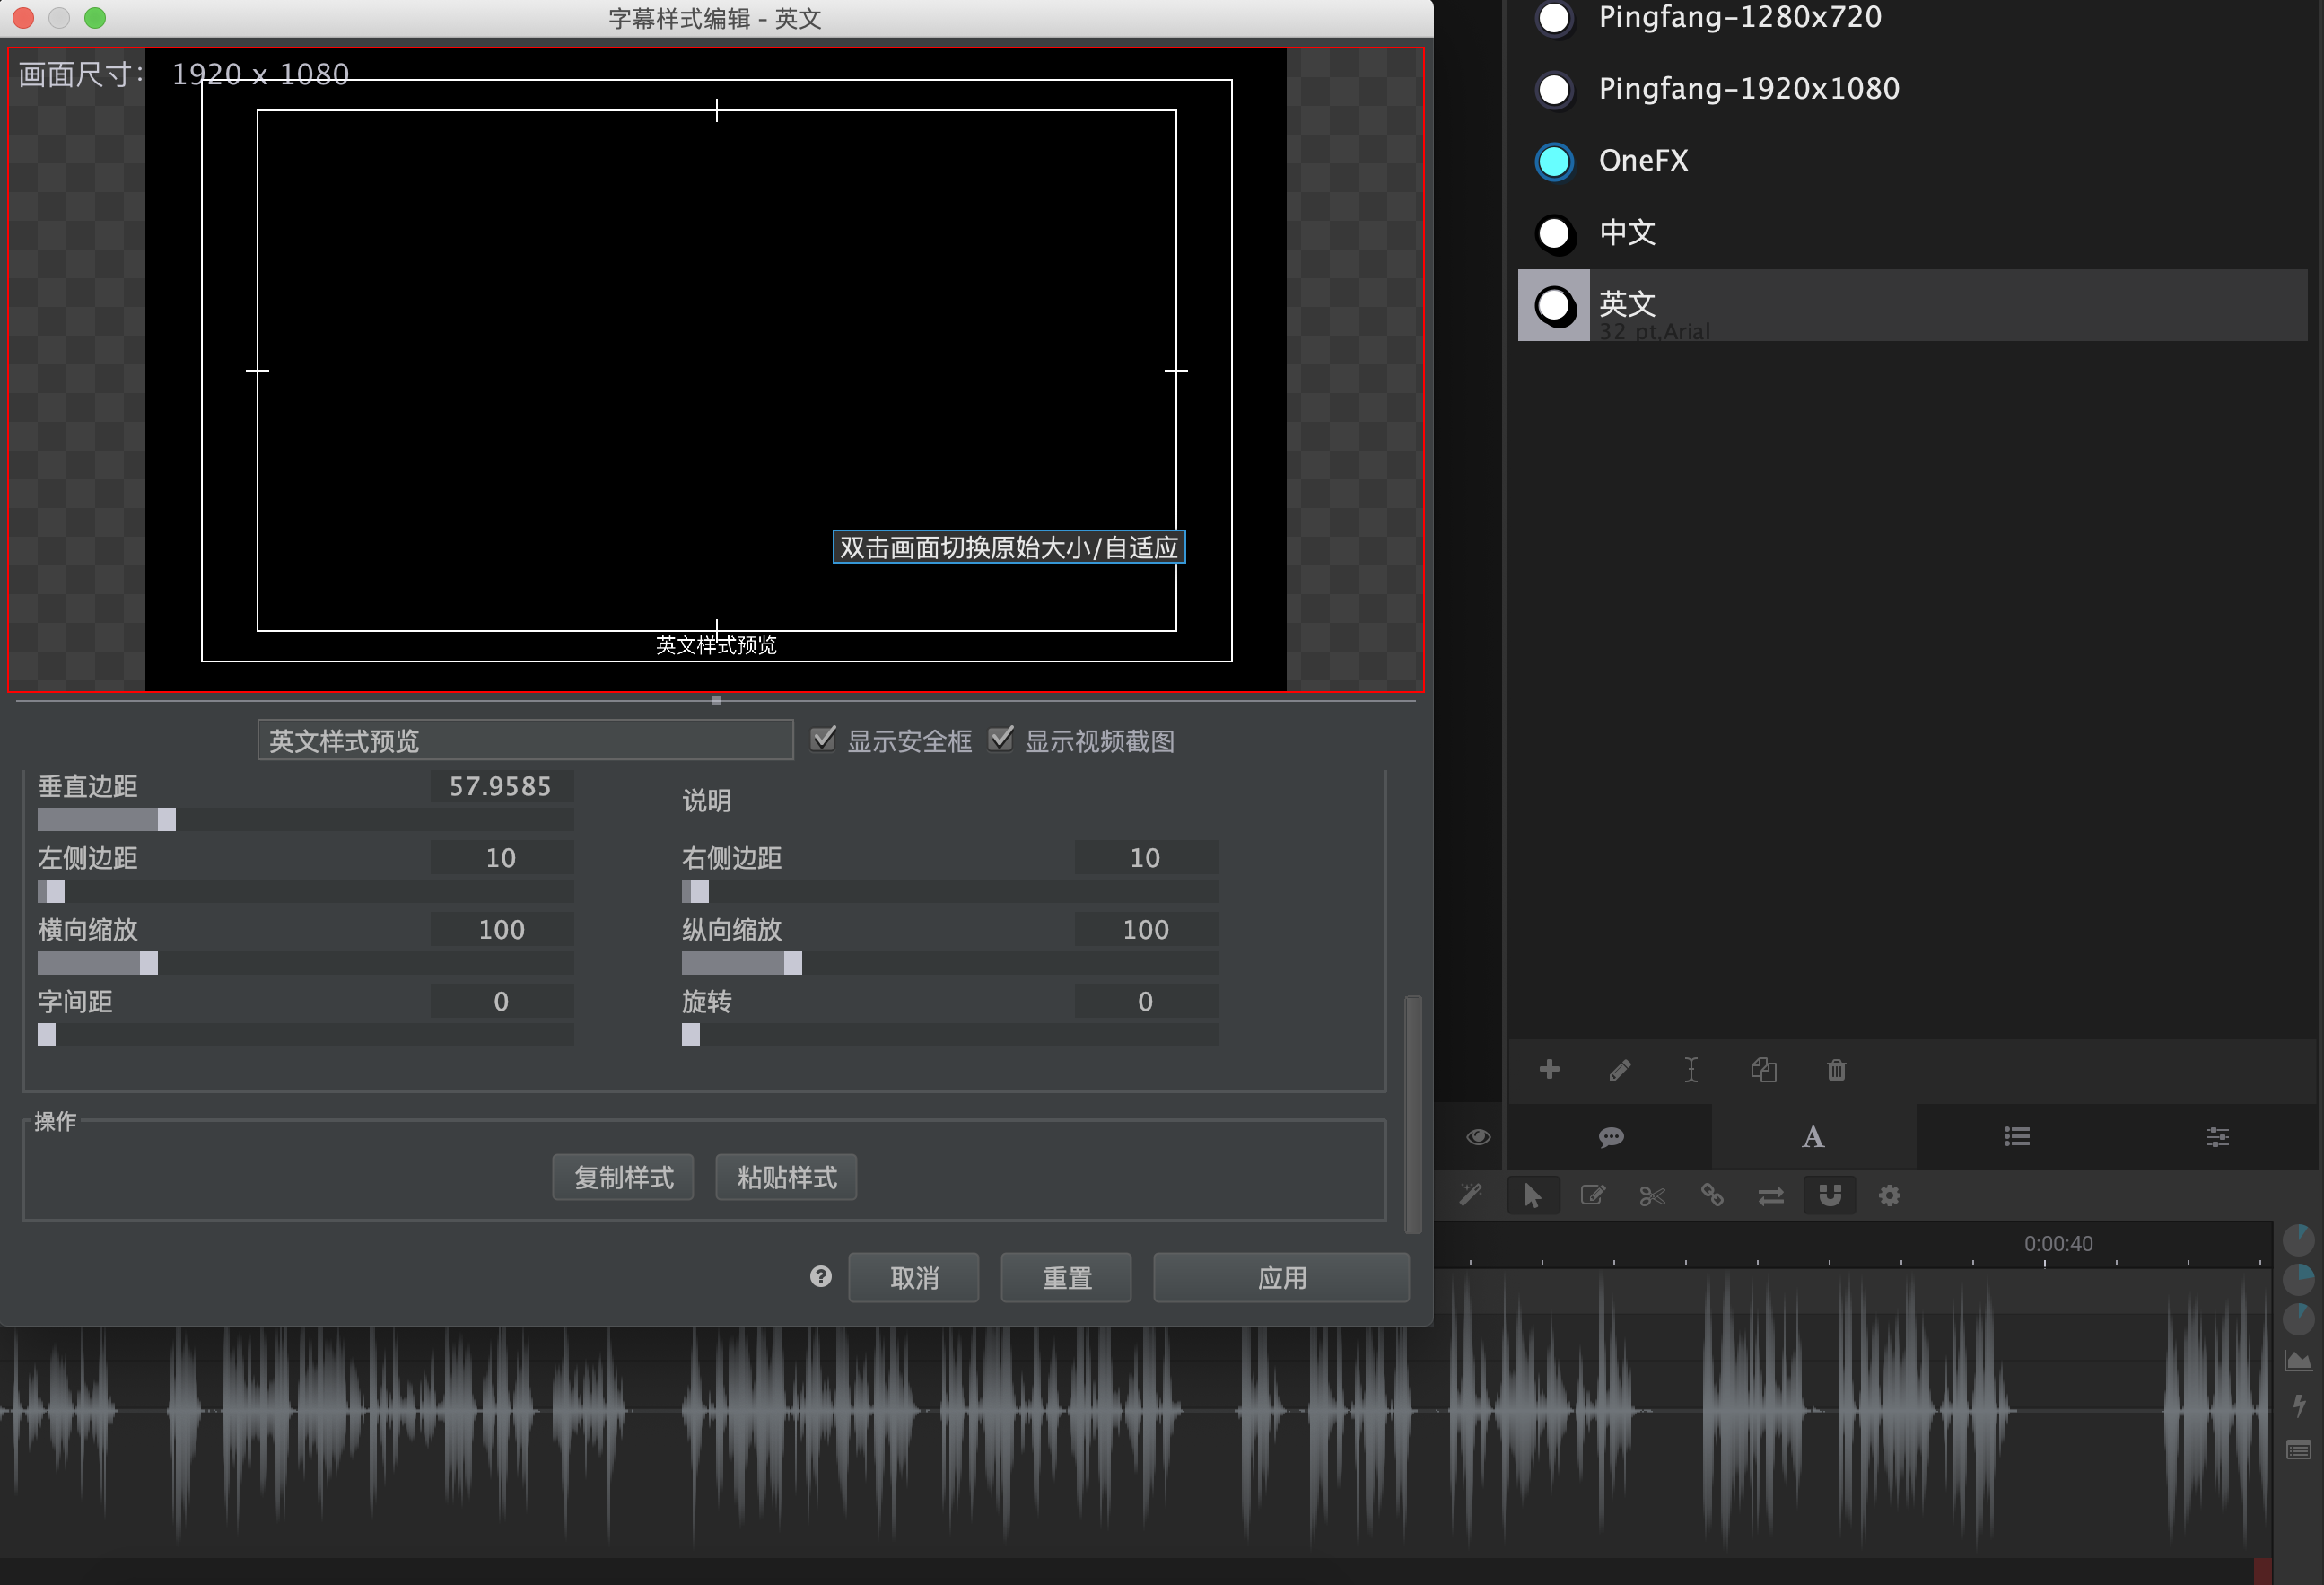 字幕样式编辑 - 英文
画面尺寸: 1920 x 1080
双击画面切换原始大小/自适应
英文样式预览
英文样式预览
显示安全框
显示视频截图
垂直边距 57.9585
说明
左侧边距 10
右侧边距 10
横向缩放 100
纵向缩放 100
字间距 0
旋转 0
操作
复制样式
粘贴样式
取消
重置
应用
Pingfang-1280x720
Pingfang-1920x1080
OneFX
中文
英文
32 pt,Arial
A
0:00:40